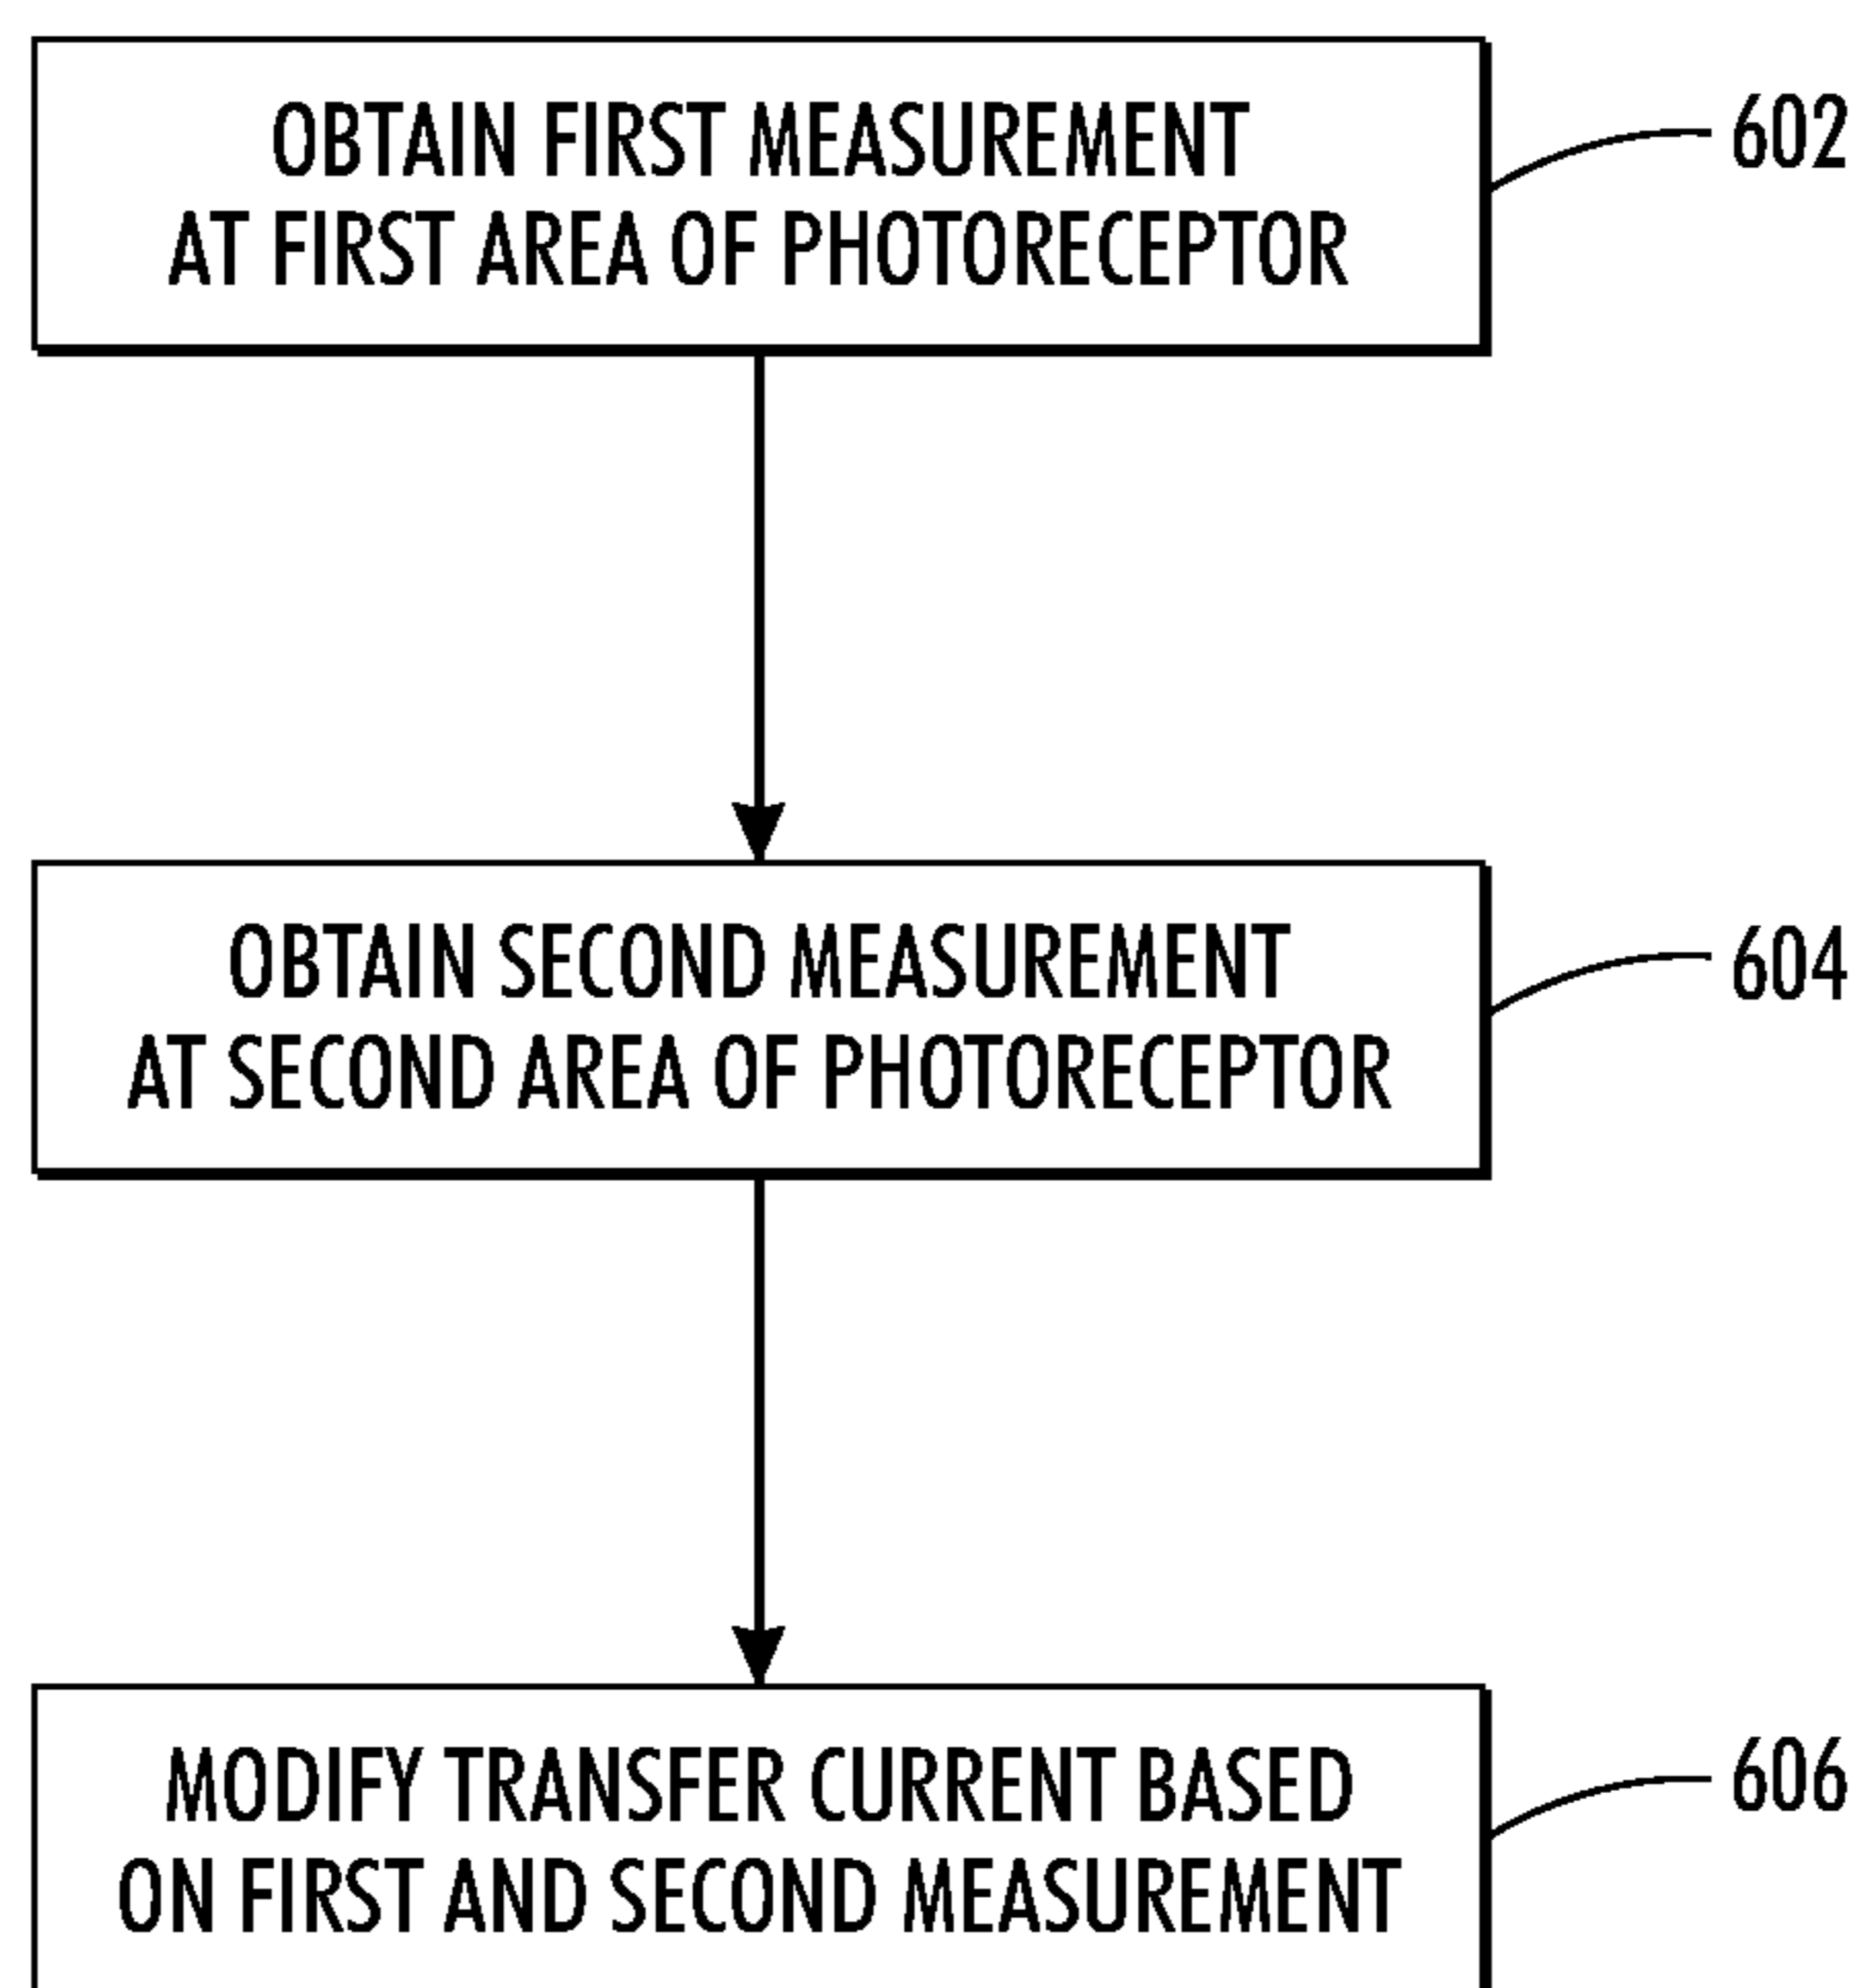 OBTAIN FIRST MEASUREMENT
AT FIRST AREA OF PHOTORECEPTOR
602
OBTAIN SECOND MEASUREMENT
AT SECOND AREA OF PHOTORECEPTOR
604
MODIFY TRANSFER CURRENT BASED
ON FIRST AND SECOND MEASUREMENT
606